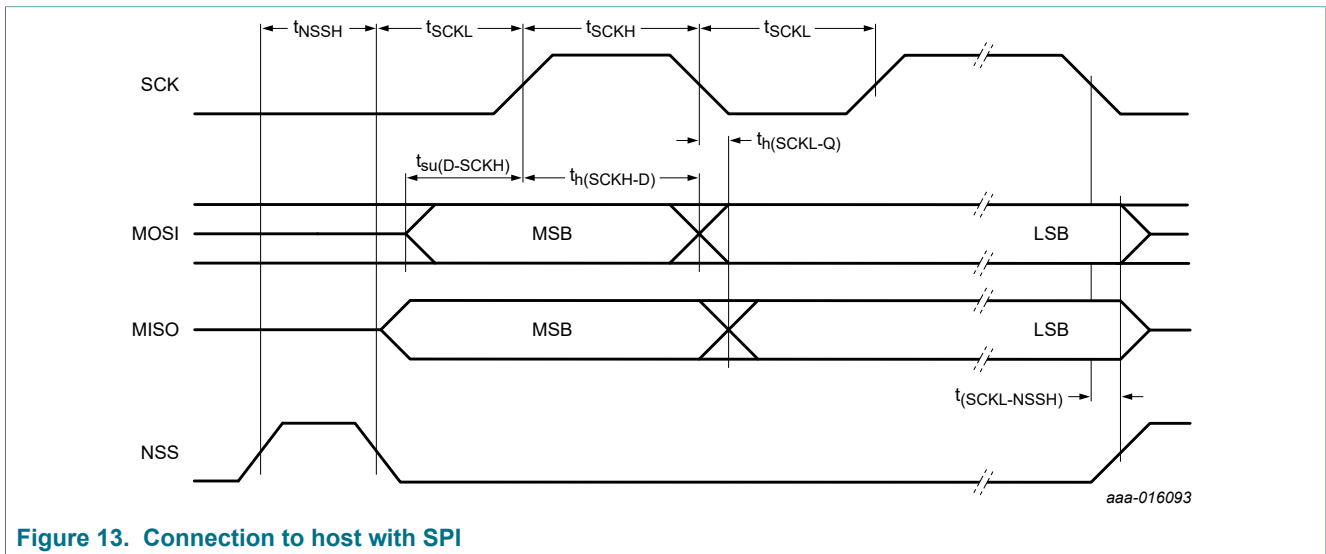 tNSSH tSCKL tSCKH tSCKL
SCK
th(SCKL-Q)
tsu(D-SCKH) th(SCKH-D)
MOSI MSB LSB
MISO MSB LSB
t(SCKL-NSSH)
NSS
aaa-016093
Figure 13. Connection to host with SPI